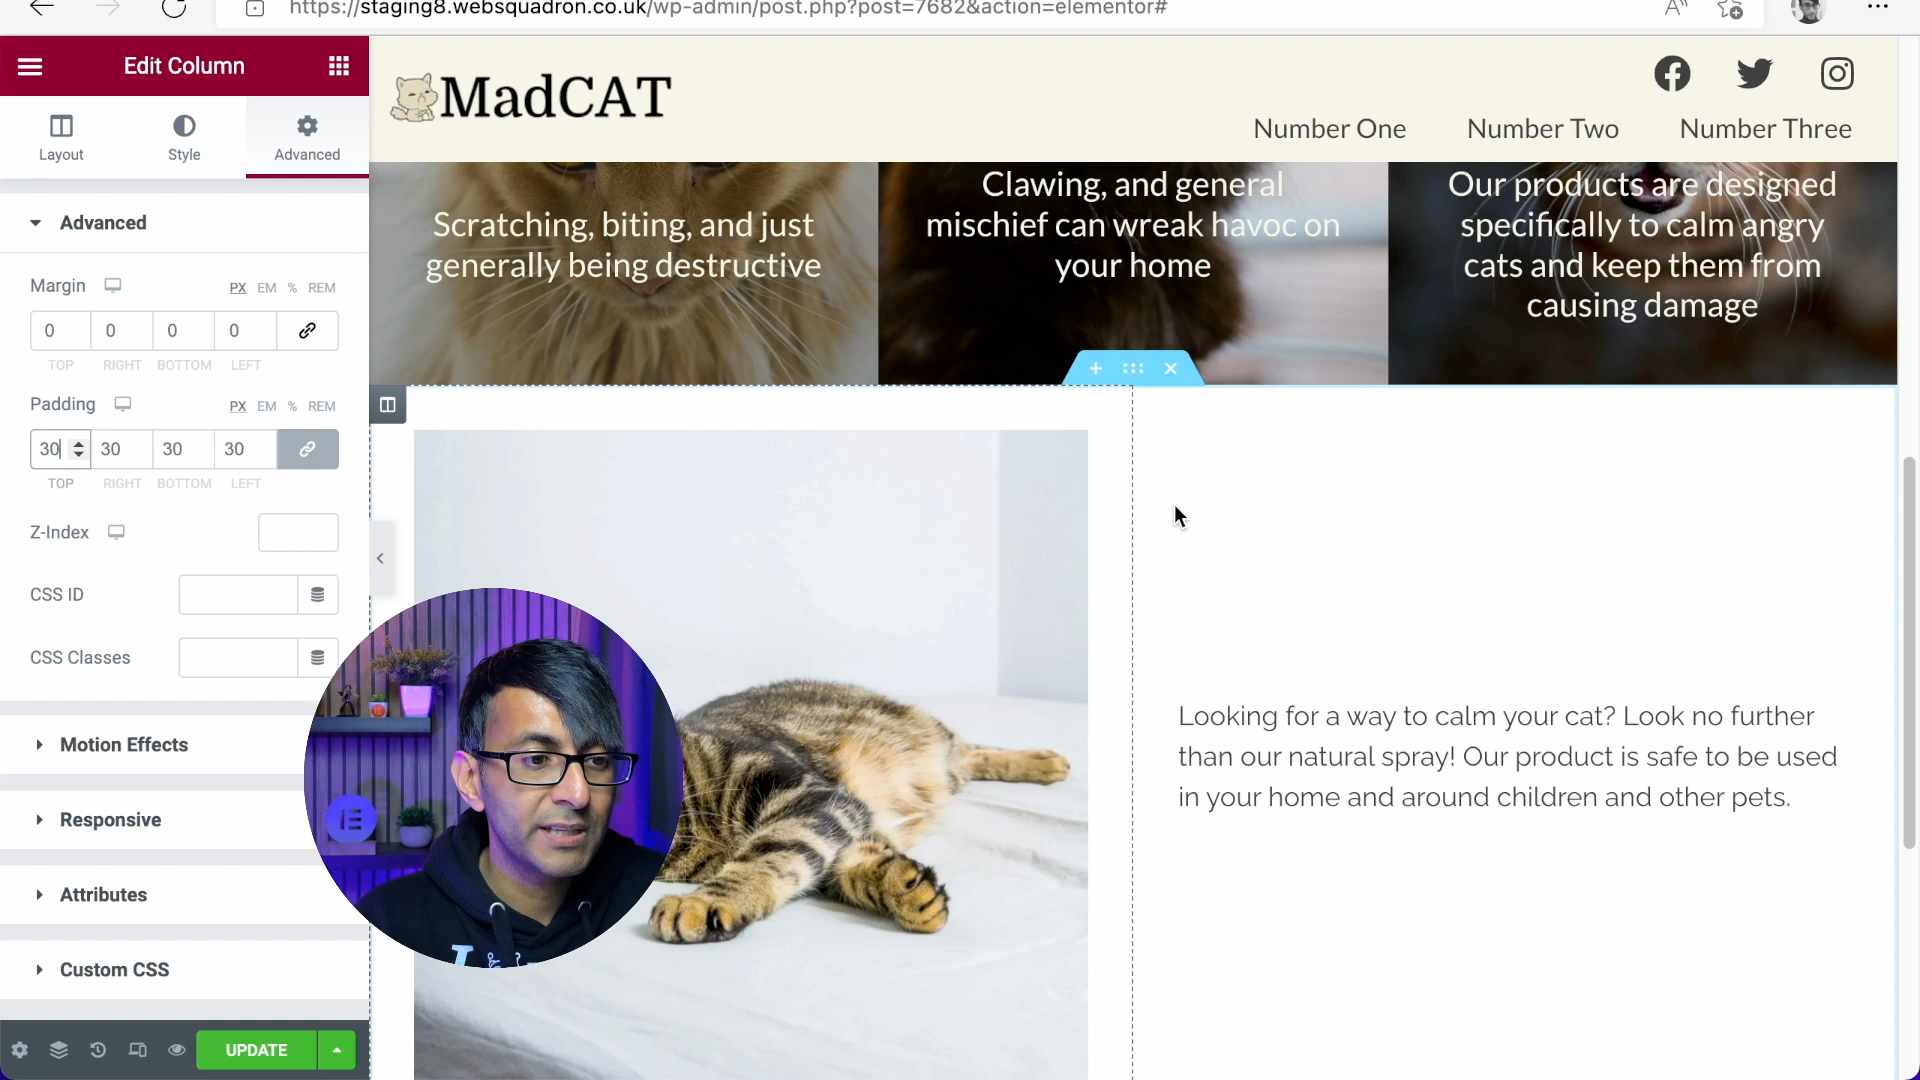 https://staging8.websquadron.co.uk/wp-admin/post.php?post=7682&action=elementor#
Edit Column
Layout
Style
Advanced
Advanced
Margin
PX EM % REM
0 0 0 0
TOP RIGHT BOTTOM LEFT
Padding
PX EM % REM
30 30 30 30
TOP RIGHT BOTTOM LEFT
Z-Index
CSS ID
CSS Classes
Motion Effects
Responsive
Attributes
Custom CSS
UPDATE
MadCAT
Number One
Number Two
Number Three
Scratching, biting, and just
generally being destructive
Clawing, and general
mischief can wreak havoc on
your home
Our products are designed
specifically to calm angry
cats and keep them from
causing damage
Looking for a way to calm your cat? Look no further
than our natural spray! Our product is safe to be used
in your home and around children and other pets.